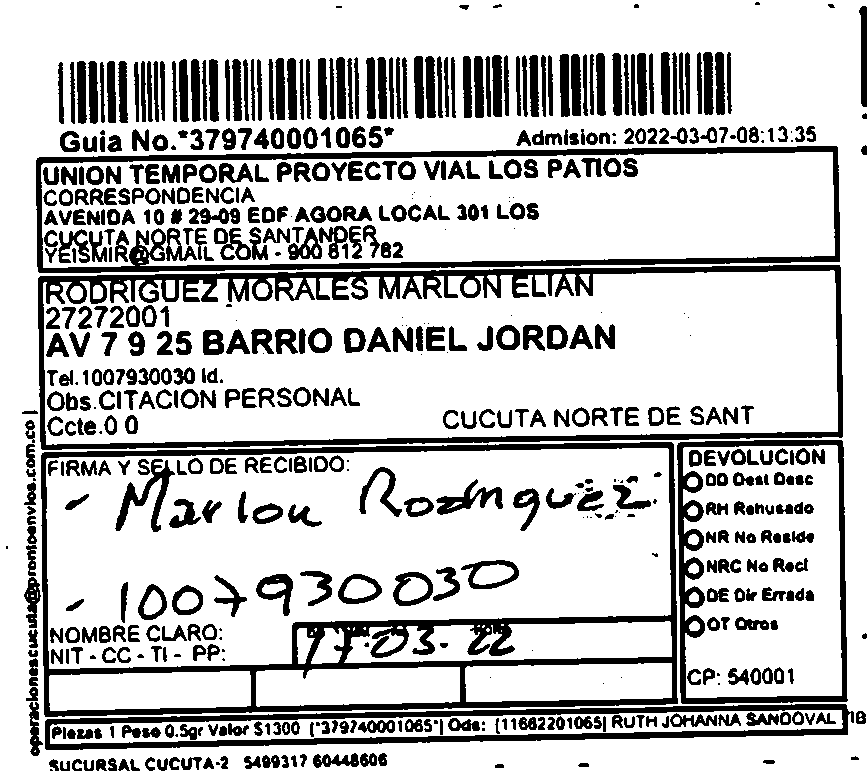 Guia No.*379740001065*
Admision: 2022-03-07-08:13:35
UNION TEMPORAL PROYECTO VIAL LOS PATIOS
CORRESPONDENCIA
AVENIDA 10 # 29-09 EDF AGORA LOCAL 301 LOS
CUCUTA NORTE DE SANTANDER
YEISMIR@GMAIL COM - 900 812 782
RODRIGUEZ MORALES MARLON ELIAN
27272001
AV 7 9 25 BARRIO DANIEL JORDAN
Tel.1007930030 Id.
Obs.CITACION PERSONAL
Ccte.0 0
CUCUTA NORTE DE SANT
operacionescucuta@prontoenvios.com.co |
FIRMA Y SELLO DE RECIBIDO:
- Marlon Rodriguez
- 1007930030
NOMBRE CLARO:
NIT - CC - TI - PP:
-03-22
DEVOLUCION
DD Dest Desc
RH Rehusado
NR No Reside
NRC No Recl
DE Dir Errada
OT Otros
CP: 540001
Piezas 1 Peso 0.5gr Valor $1300 (*379740001065*| Ods: (11662201065| RUTH JOHANNA SANDOVAL
SUCURSAL CUCUTA-2 5499317 60448606